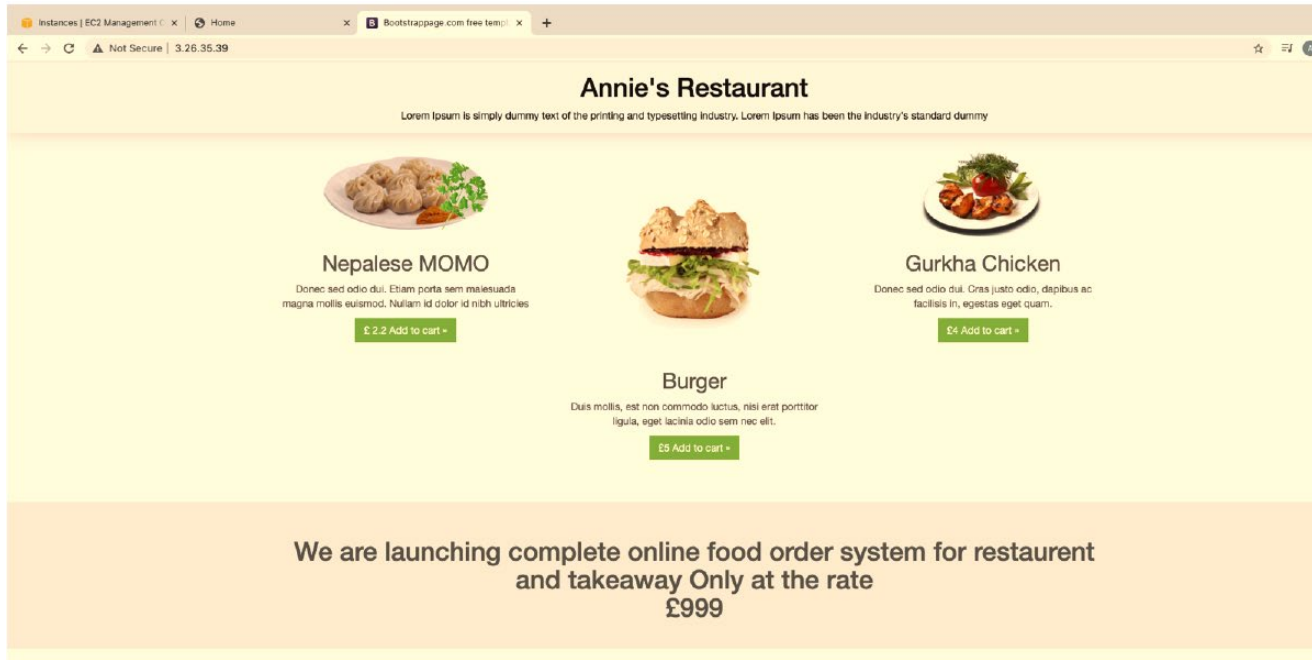 Instances | EC2 Management C
Home
Bootstrappage.com free templ
Not Secure | 3.26.35.39
Annie's Restaurant
Lorem Ipsum is simply dummy text of the printing and typesetting industry. Lorem Ipsum has been the industry's standard dummy
Nepalese MOMO
Donec sed odio dui. Etiam porta sem malesuada
magna mollis euismod. Nullam id dolor id nibh ultricies
£ 2.2 Add to cart »
Burger
Duis mollis, est non commodo luctus, nisi erat porttitor
ligula, eget lacinia odio sem nec elit.
£5 Add to cart »
Gurkha Chicken
Donec sed odio dui. Cras justo odio, dapibus ac
facilisis in, egestas eget quam.
£4 Add to cart »
We are launching complete online food order system for restaurent
and takeaway Only at the rate
£999